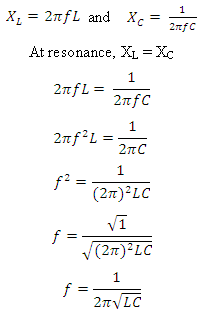 X_L = 2πfL and X_C = 1/(2πfC)
At resonance, X_L = X_C
2πfL = 1/(2πfC)
2πf²L = 1/(2πC)
f² = 1/((2π)²LC)
f = √1/√((2π)²LC)
f = 1/(2π√LC)